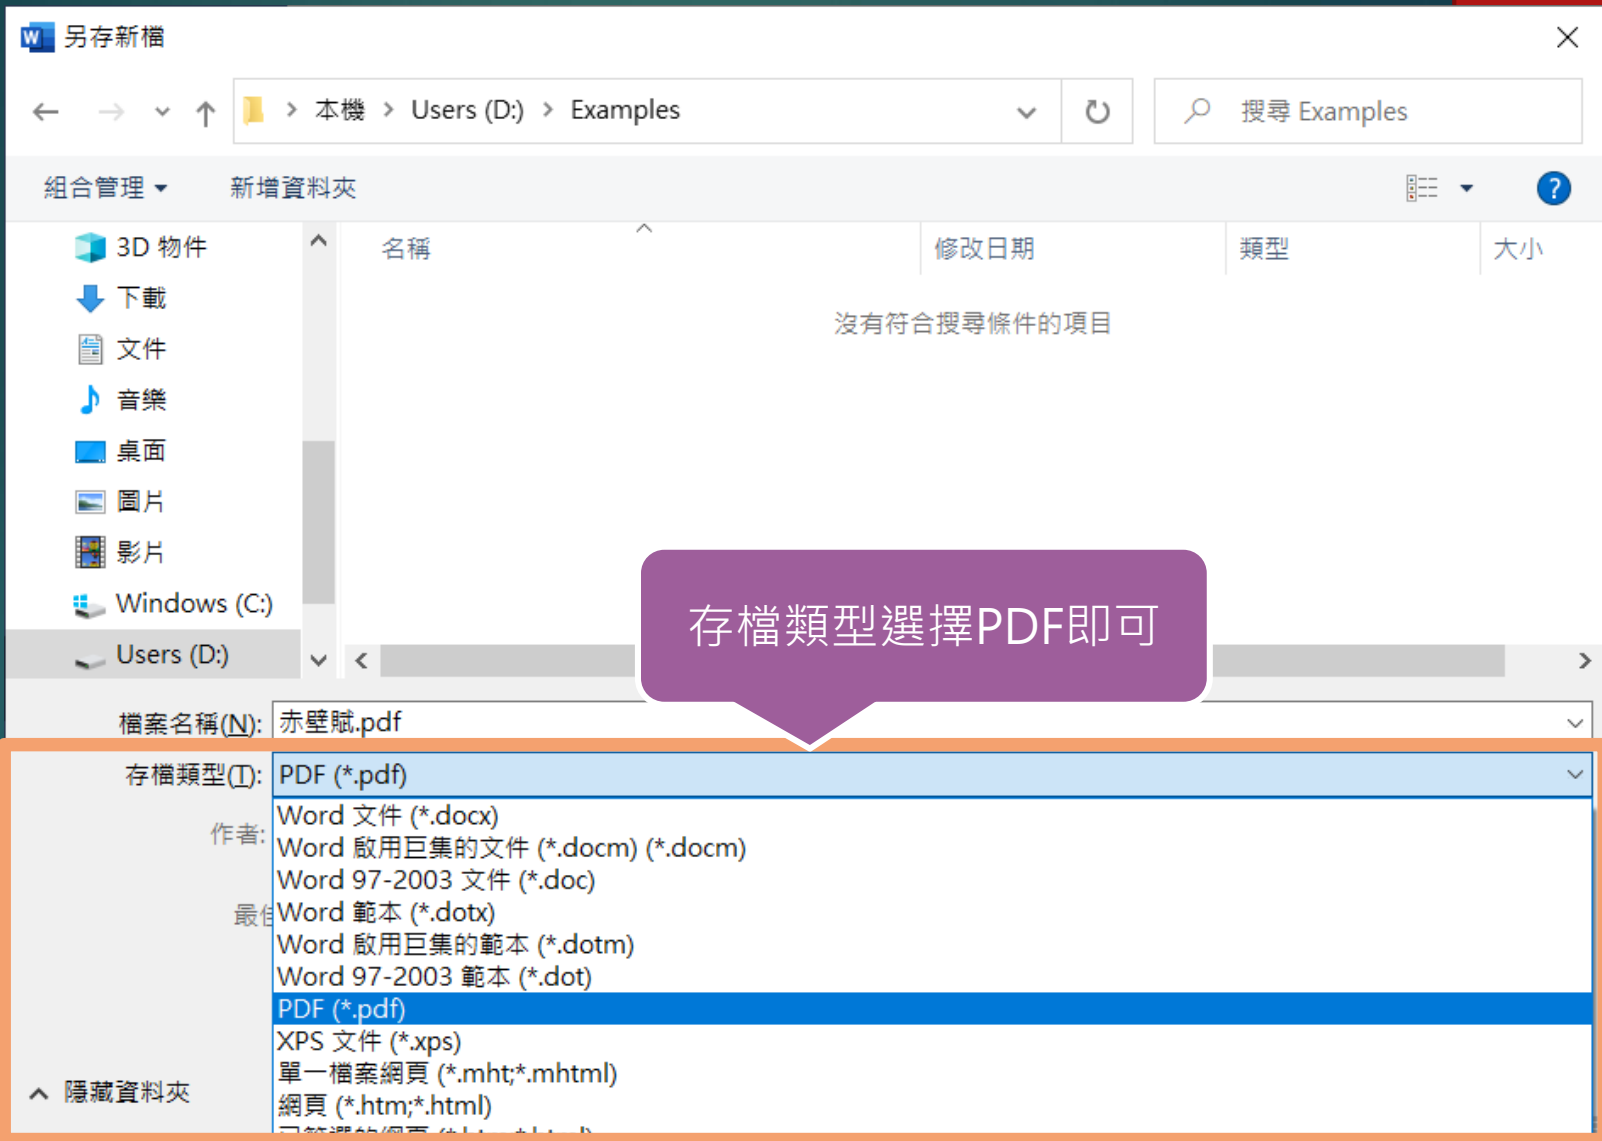 另存新檔
本機 > Users (D:) > Examples
搜尋 Examples
組合管理
新增資料夾
名稱
修改日期
類型
大小
3D 物件
下載
文件
音樂
桌面
圖片
影片
Windows (C:)
Users (D:)
沒有符合搜尋條件的項目
存檔類型選擇PDF即可
檔案名稱(N): 赤壁賦.pdf
存檔類型(T): PDF (*.pdf)
作者:
Word 文件 (*.docx)
Word 啟用巨集的文件 (*.docm) (*.docm)
Word 97-2003 文件 (*.doc)
Word 範本 (*.dotx)
Word 啟用巨集的範本 (*.dotm)
Word 97-2003 範本 (*.dot)
PDF (*.pdf)
XPS 文件 (*.xps)
單一檔案網頁 (*.mht;*.mhtml)
網頁 (*.htm;*.html)
隱藏資料夾